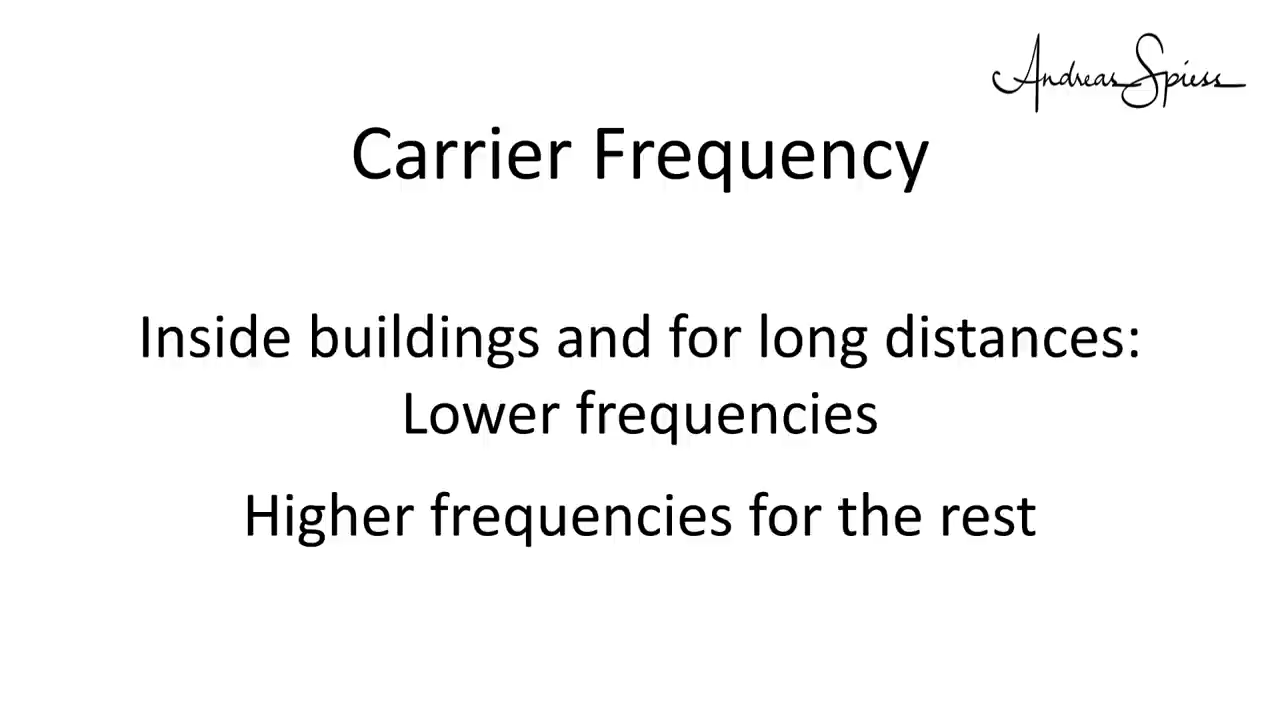 Andreas Spiess
Carrier Frequency
Inside buildings and for long distances:
Lower frequencies
Higher frequencies for the rest